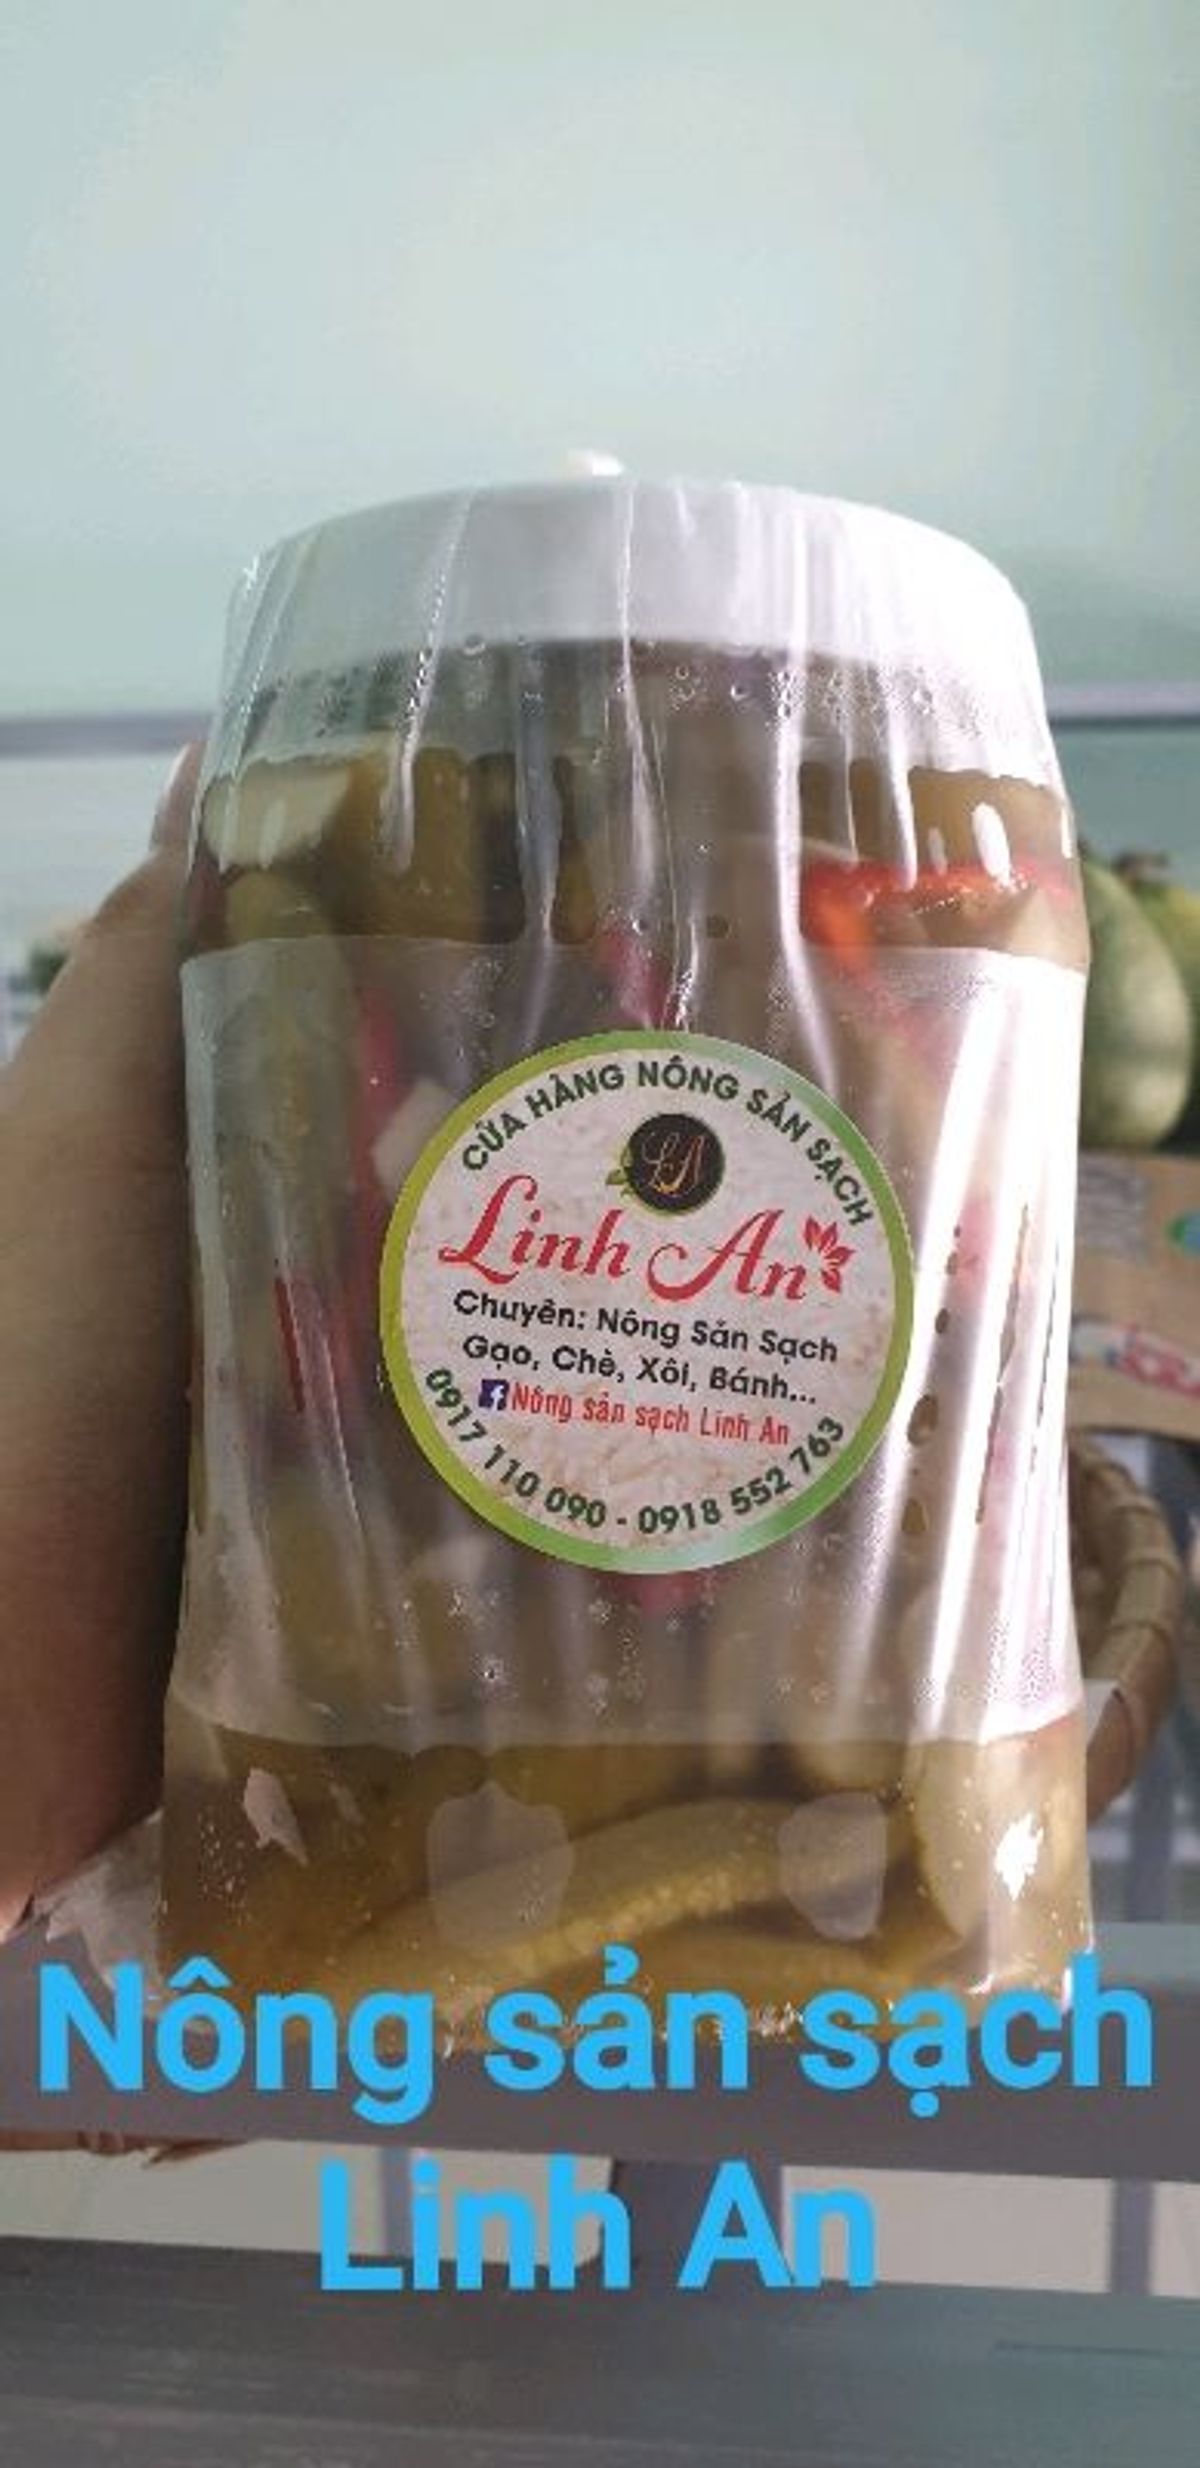 CỬA HÀNG NÔNG SẢN SẠCH
LA
Linh An
Chuyên: Nông Sản Sạch
Gạo, Chè, Xôi, Bánh...
Nông sản sạch Linh An
0917 110 090 - 0918 552 763
Nông sản sạch
Linh An